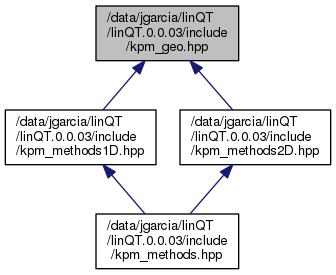 /data/jgarcia/linQT
/linQT.0.0.03/include
/kpm_geo.hpp
/data/jgarcia/linQT
/linQT.0.0.03/include
/kpm_methods1D.hpp
/data/jgarcia/linQT
/linQT.0.0.03/include
/kpm_methods2D.hpp
/data/jgarcia/linQT
/linQT.0.0.03/include
/kpm_methods.hpp